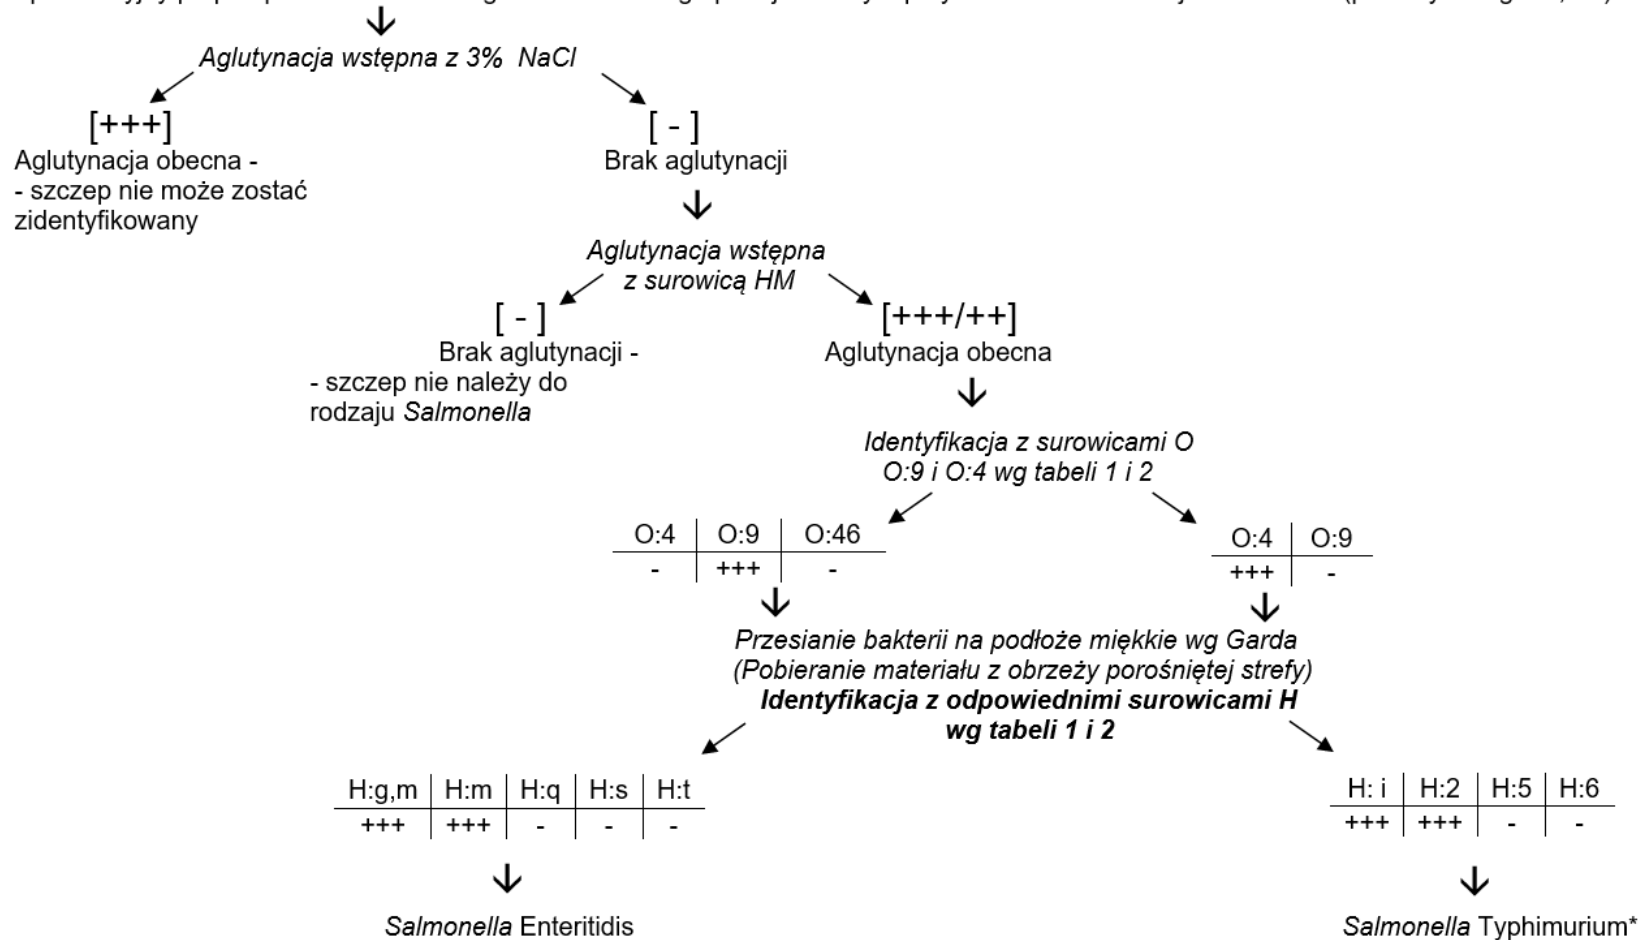 Aglutynacja wstępna z 3% NaCl
[+++]
[ - ]
Aglutynacja obecna -
- szczep nie może zostać
zidentyfikowany
Brak aglutynacji
Aglutynacja wstępna
z surowicą HM
[ - ]
[+++/++]
Brak aglutynacji -
- szczep nie należy do
rodzaju Salmonella
Aglutynacja obecna
Identyfikacja z surowicami O
O:9 i O:4 wg tabeli 1 i 2
O:4 O:9 O:46
- +++ -
O:4 O:9
+++ -
Przesianie bakterii na podłoże miękkie wg Garda
(Pobieranie materiału z obrzeży porośniętej strefy)
Identyfikacja z odpowiednimi surowicami H
wg tabeli 1 i 2
H:g,m H:m H:q H:s H:t
+++ +++ - - -
H: i H:2 H:5 H:6
+++ +++ - -
Salmonella Enteritidis
Salmonella Typhimurium*